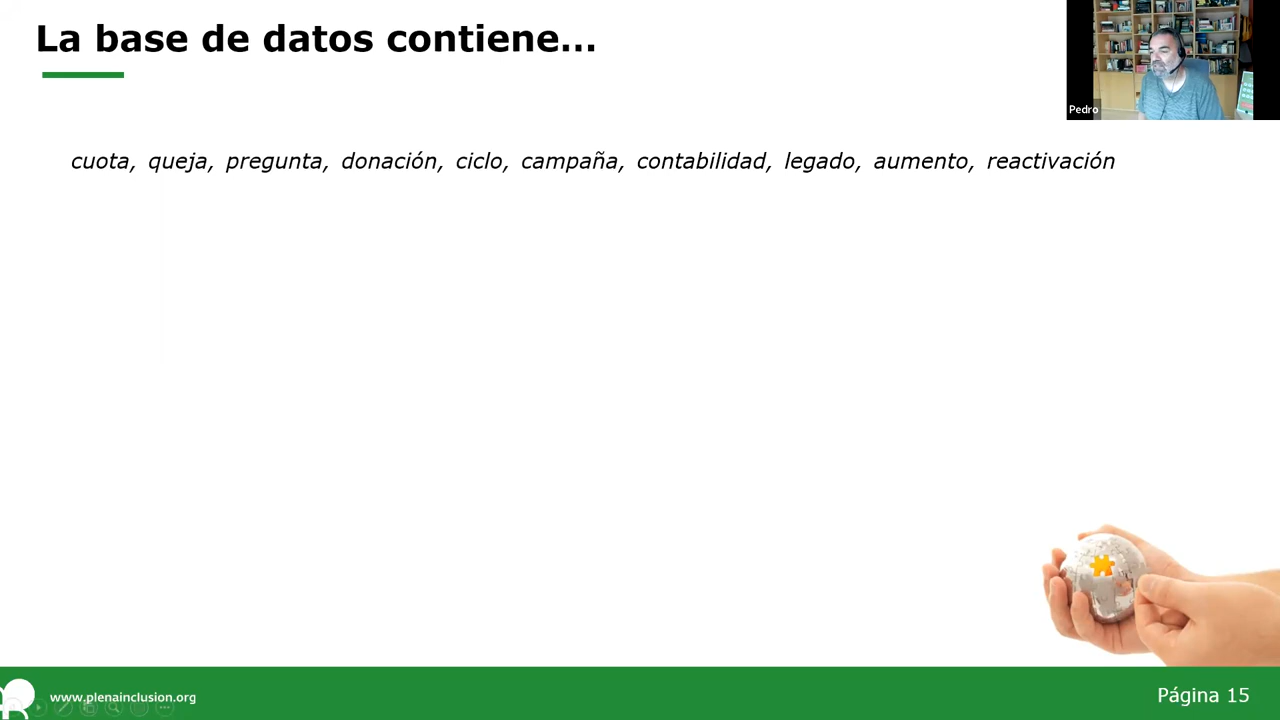 La base de datos contiene...
Pedro
cuota, queja, pregunta, donación, ciclo, campaña, contabilidad, legado, aumento, reactivación
www.plenainclusion.org
Página 15